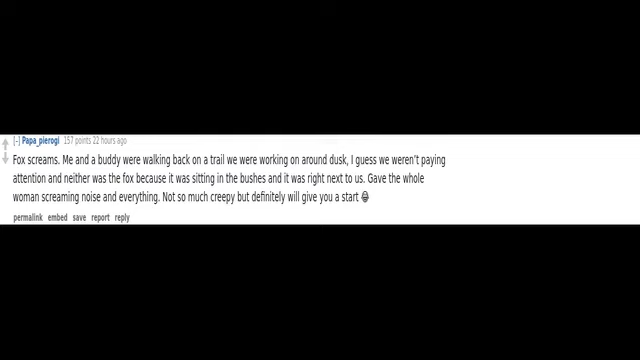 [-] Papa_pierogi 157 points 22 hours ago
Fox screams. Me and a buddy were walking back on a trail we were working on around dusk, I guess we weren't paying
attention and neither was the fox because it was sitting in the bushes and it was right next to us. Gave the whole
woman screaming noise and everything. Not so much creepy but definitely will give you a start 😂
permalink embed save report reply